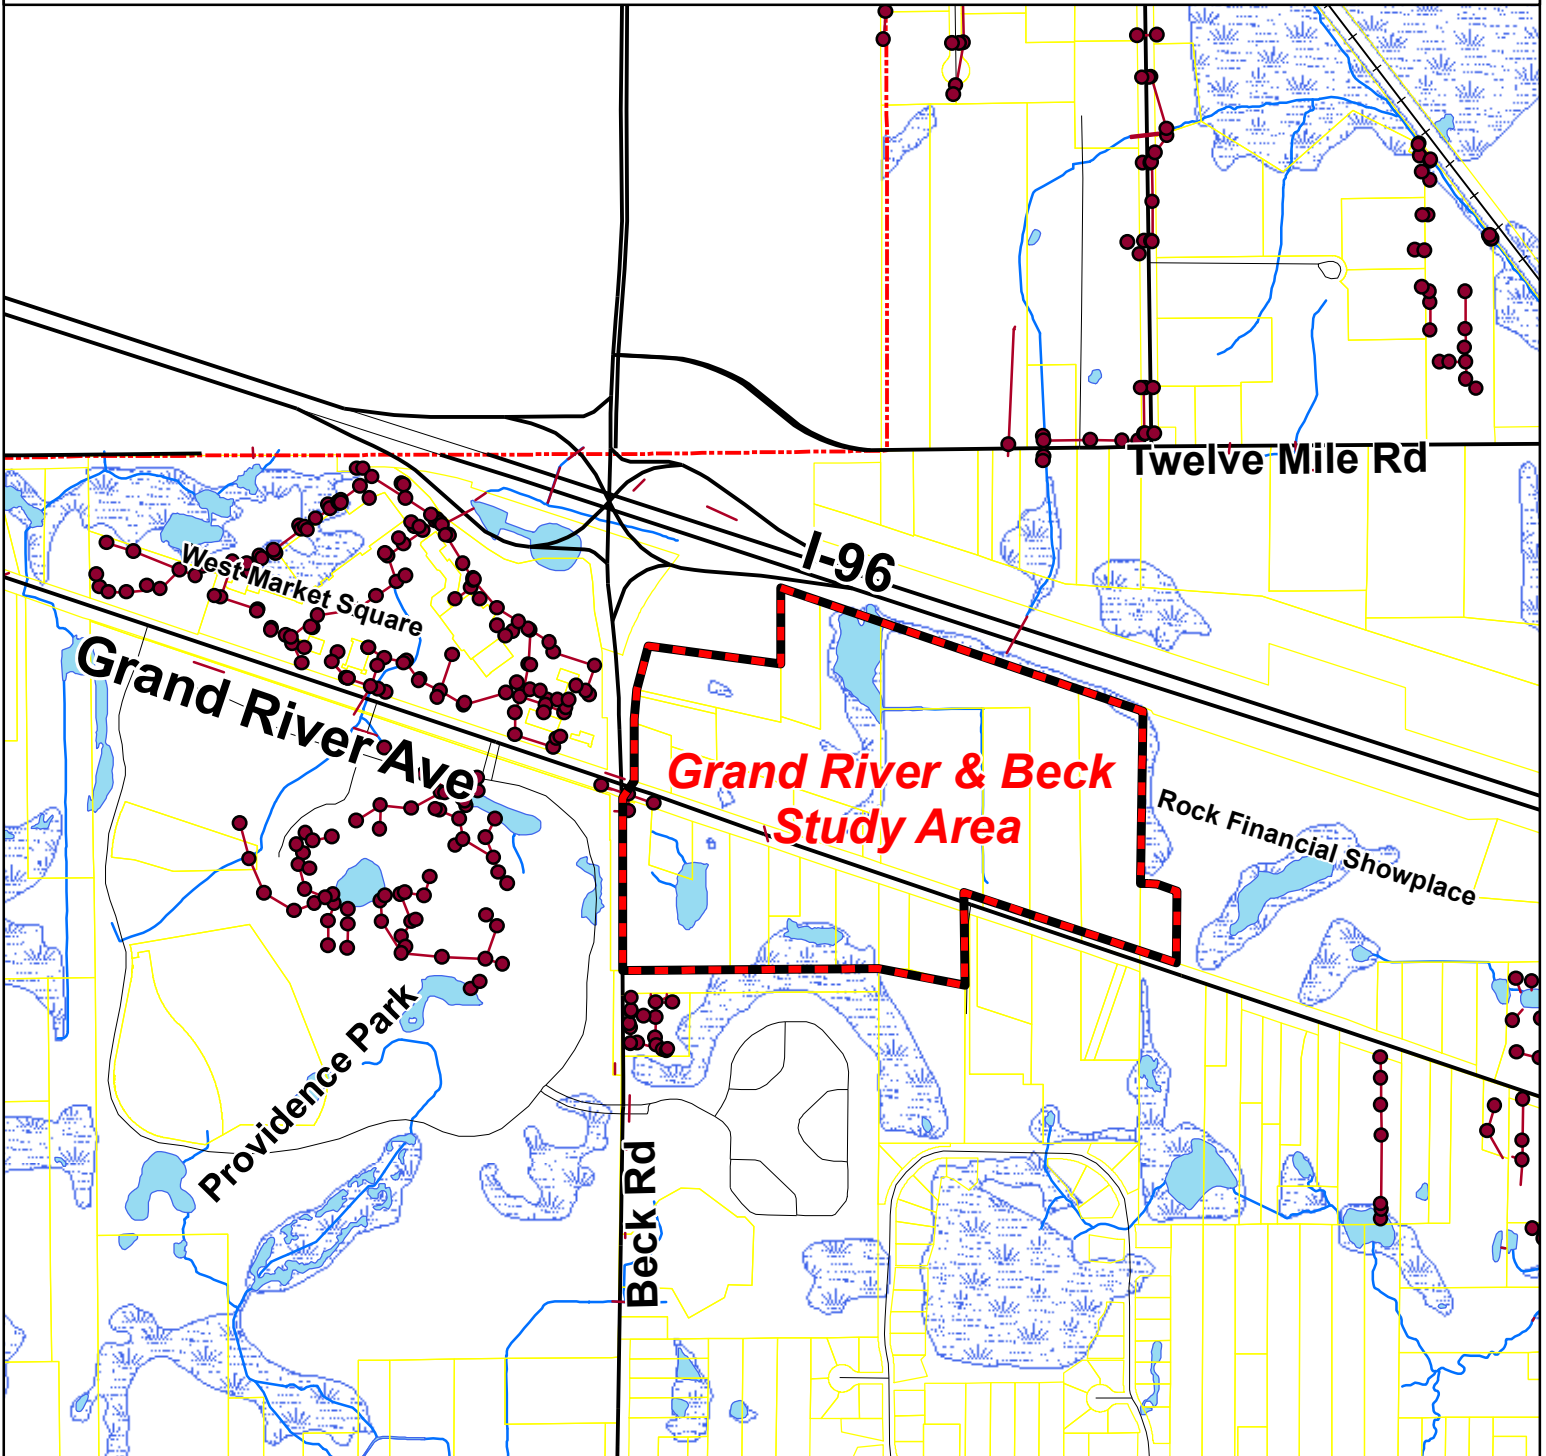 Twelve Mile Rd
I-96
West Market Square
Grand River Ave
Grand River & Beck
Study Area
Rock Financial Showplace
Providence Park
Beck Rd